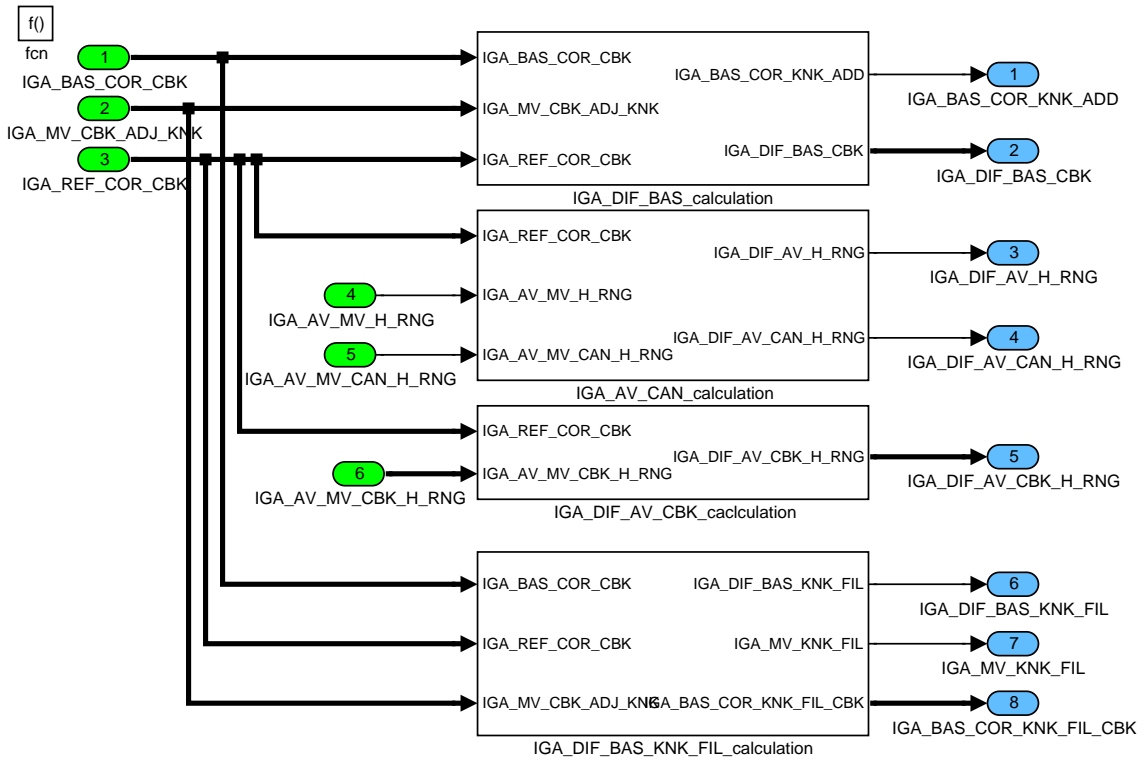 f()
fcn
1
IGA_BAS_COR_CBK
2
IGA_MV_CBK_ADJ_KNK
3
IGA_REF_COR_CBK
IGA_BAS_COR_CBK
IGA_MV_CBK_ADJ_KNK
IGA_REF_COR_CBK
IGA_BAS_COR_KNK_ADD
IGA_DIF_BAS_CBK
IGA_DIF_BAS_calculation
1
IGA_BAS_COR_KNK_ADD
2
IGA_DIF_BAS_CBK
4
IGA_AV_MV_H_RNG
5
IGA_AV_MV_CAN_H_RNG
IGA_REF_COR_CBK
IGA_AV_MV_H_RNG
IGA_AV_MV_CAN_H_RNG
IGA_DIF_AV_H_RNG
IGA_DIF_AV_CAN_H_RNG
IGA_AV_CAN_calculation
3
IGA_DIF_AV_H_RNG
4
IGA_DIF_AV_CAN_H_RNG
6
IGA_AV_MV_CBK_H_RNG
IGA_REF_COR_CBK
IGA_AV_MV_CBK_H_RNG
IGA_DIF_AV_CBK_H_RNG
IGA_DIF_AV_CBK_caclculation
5
IGA_DIF_AV_CBK_H_RNG
IGA_BAS_COR_CBK
IGA_REF_COR_CBK
IGA_MV_CBK_ADJ_KNK
IGA_DIF_BAS_KNK_FIL
IGA_MV_KNK_FIL
IGA_BAS_COR_KNK_FIL_CBK
IGA_DIF_BAS_KNK_FIL_calculation
6
IGA_DIF_BAS_KNK_FIL
7
IGA_MV_KNK_FIL
8
IGA_BAS_COR_KNK_FIL_CBK